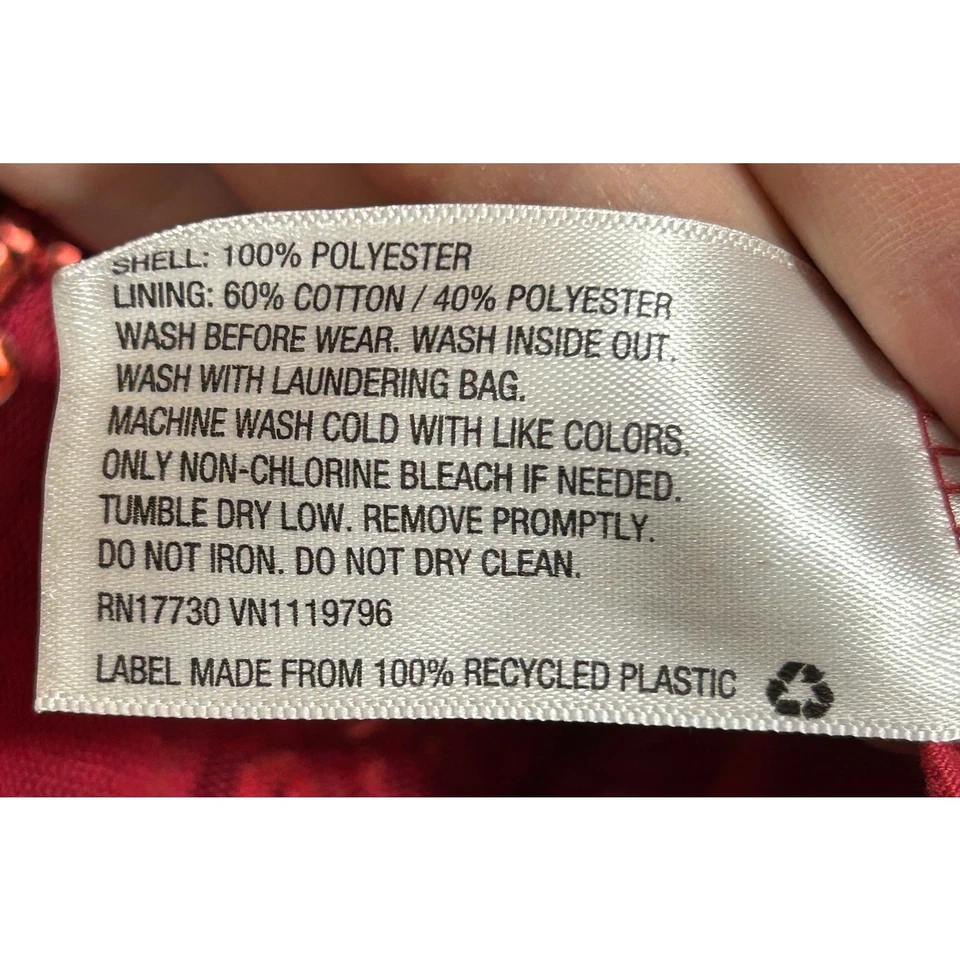 SHELL: 100% POLYESTER
LINING: 60% COTTON / 40% POLYESTER
WASH BEFORE WEAR. WASH INSIDE OUT.
WASH WITH LAUNDERING BAG.
MACHINE WASH COLD WITH LIKE COLORS.
ONLY NON-CHLORINE BLEACH IF NEEDED.
TUMBLE DRY LOW. REMOVE PROMPTLY.
DO NOT IRON. DO NOT DRY CLEAN.
RN17730 VN1119796
LABEL MADE FROM 100% RECYCLED PLASTIC